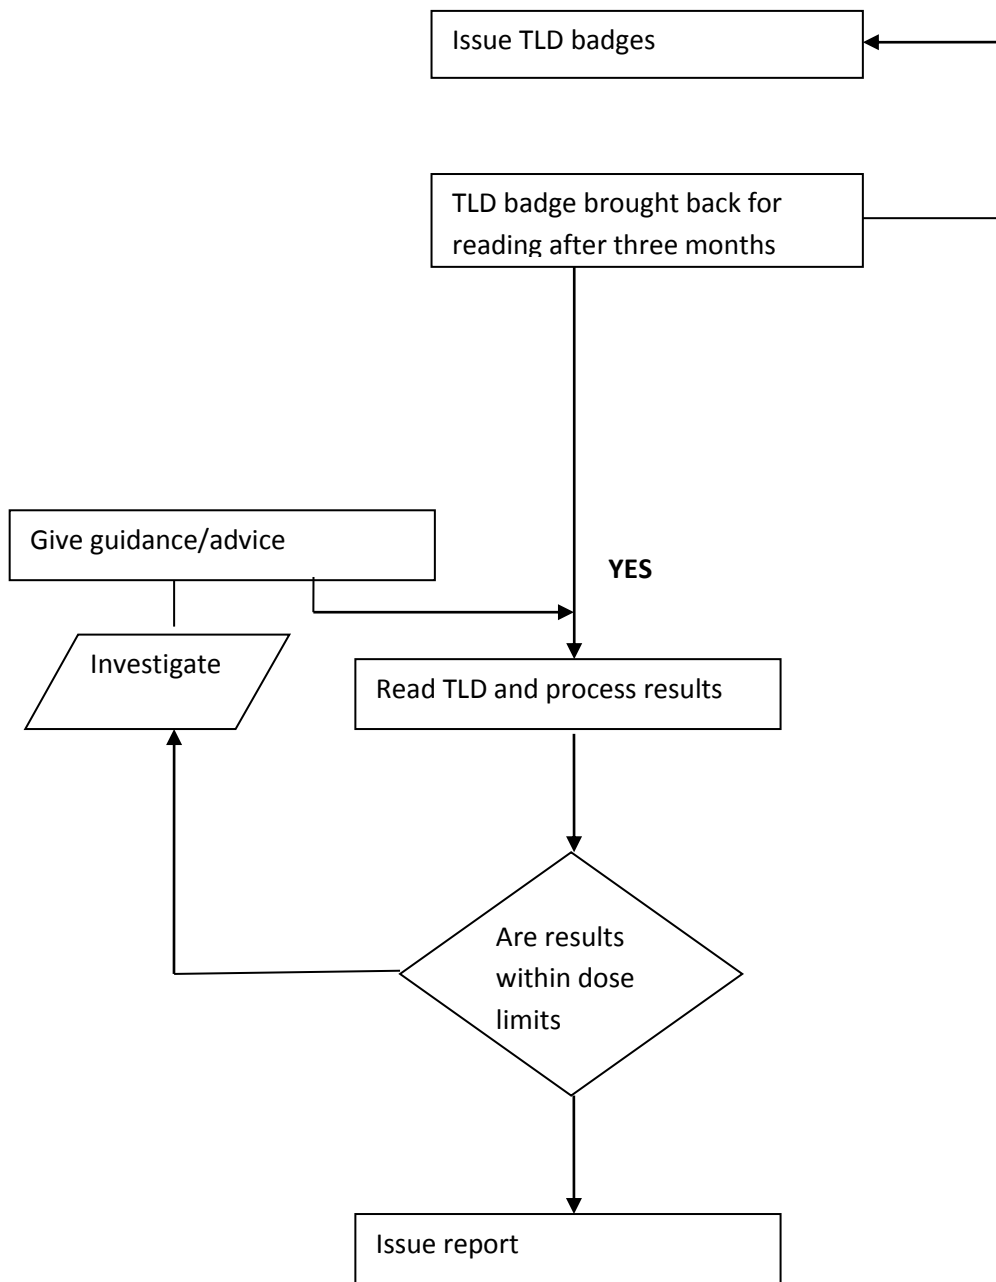 Issue TLD badges
TLD badge brought back for
reading after three months
Give guidance/advice
YES
Investigate
Read TLD and process results
Are results
within dose
limits
Issue report